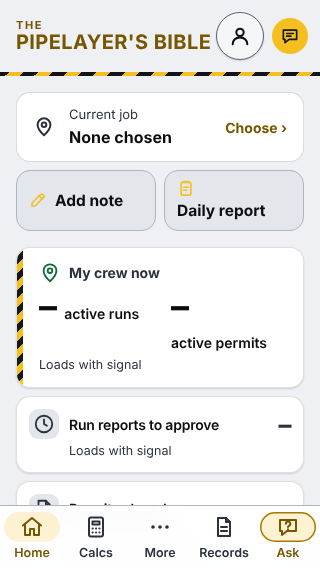 THE
PIPELAYER'S BIBLE
Current job
None chosen
Choose ›
Add note
Daily report
My crew now
— active runs
— active permits
Loads with signal
Run reports to approve —
Loads with signal
Home
Calcs
More
Records
Ask